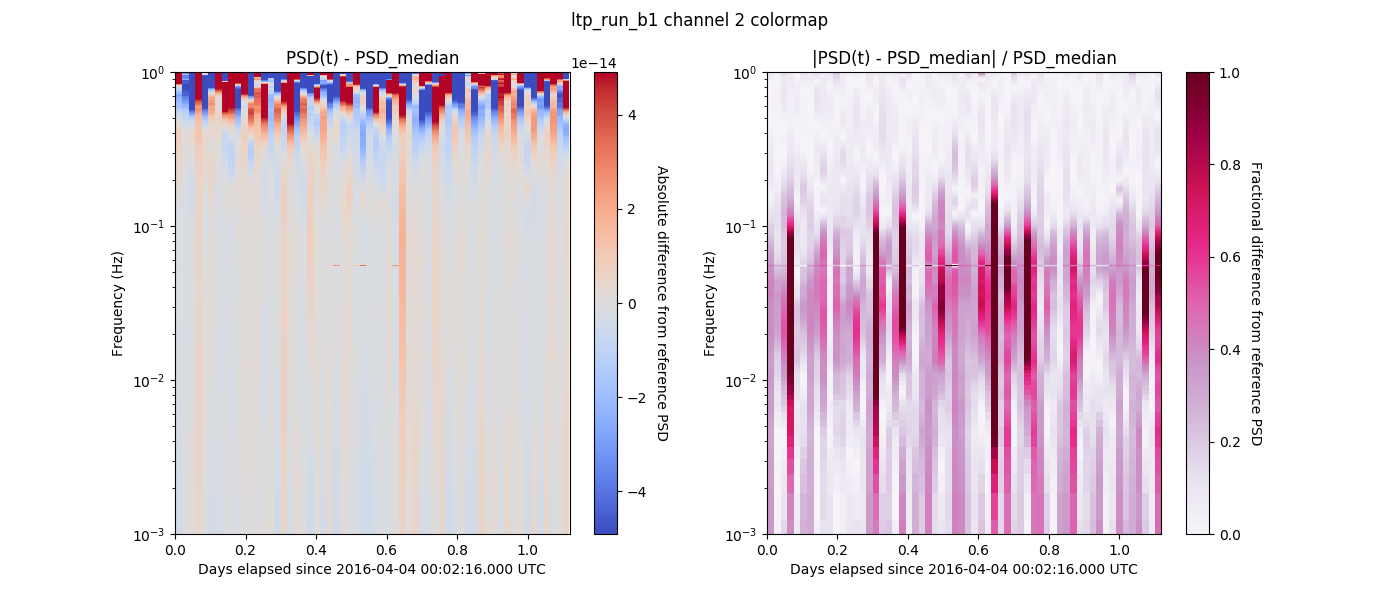 ltp_run_b1 channel 2 colormap
PSD(t) - PSD_median
1e−14
10⁰
10⁻¹
10⁻²
10⁻³
Frequency (Hz)
0.0 0.2 0.4 0.6 0.8 1.0
Days elapsed since 2016-04-04 00:02:16.000 UTC
4
2
0
−2
−4
Absolute difference from reference PSD
|PSD(t) - PSD_median| / PSD_median
10⁰
10⁻¹
10⁻²
10⁻³
Frequency (Hz)
0.0 0.2 0.4 0.6 0.8 1.0
Days elapsed since 2016-04-04 00:02:16.000 UTC
1.0
0.8
0.6
0.4
0.2
0.0
Fractional difference from reference PSD